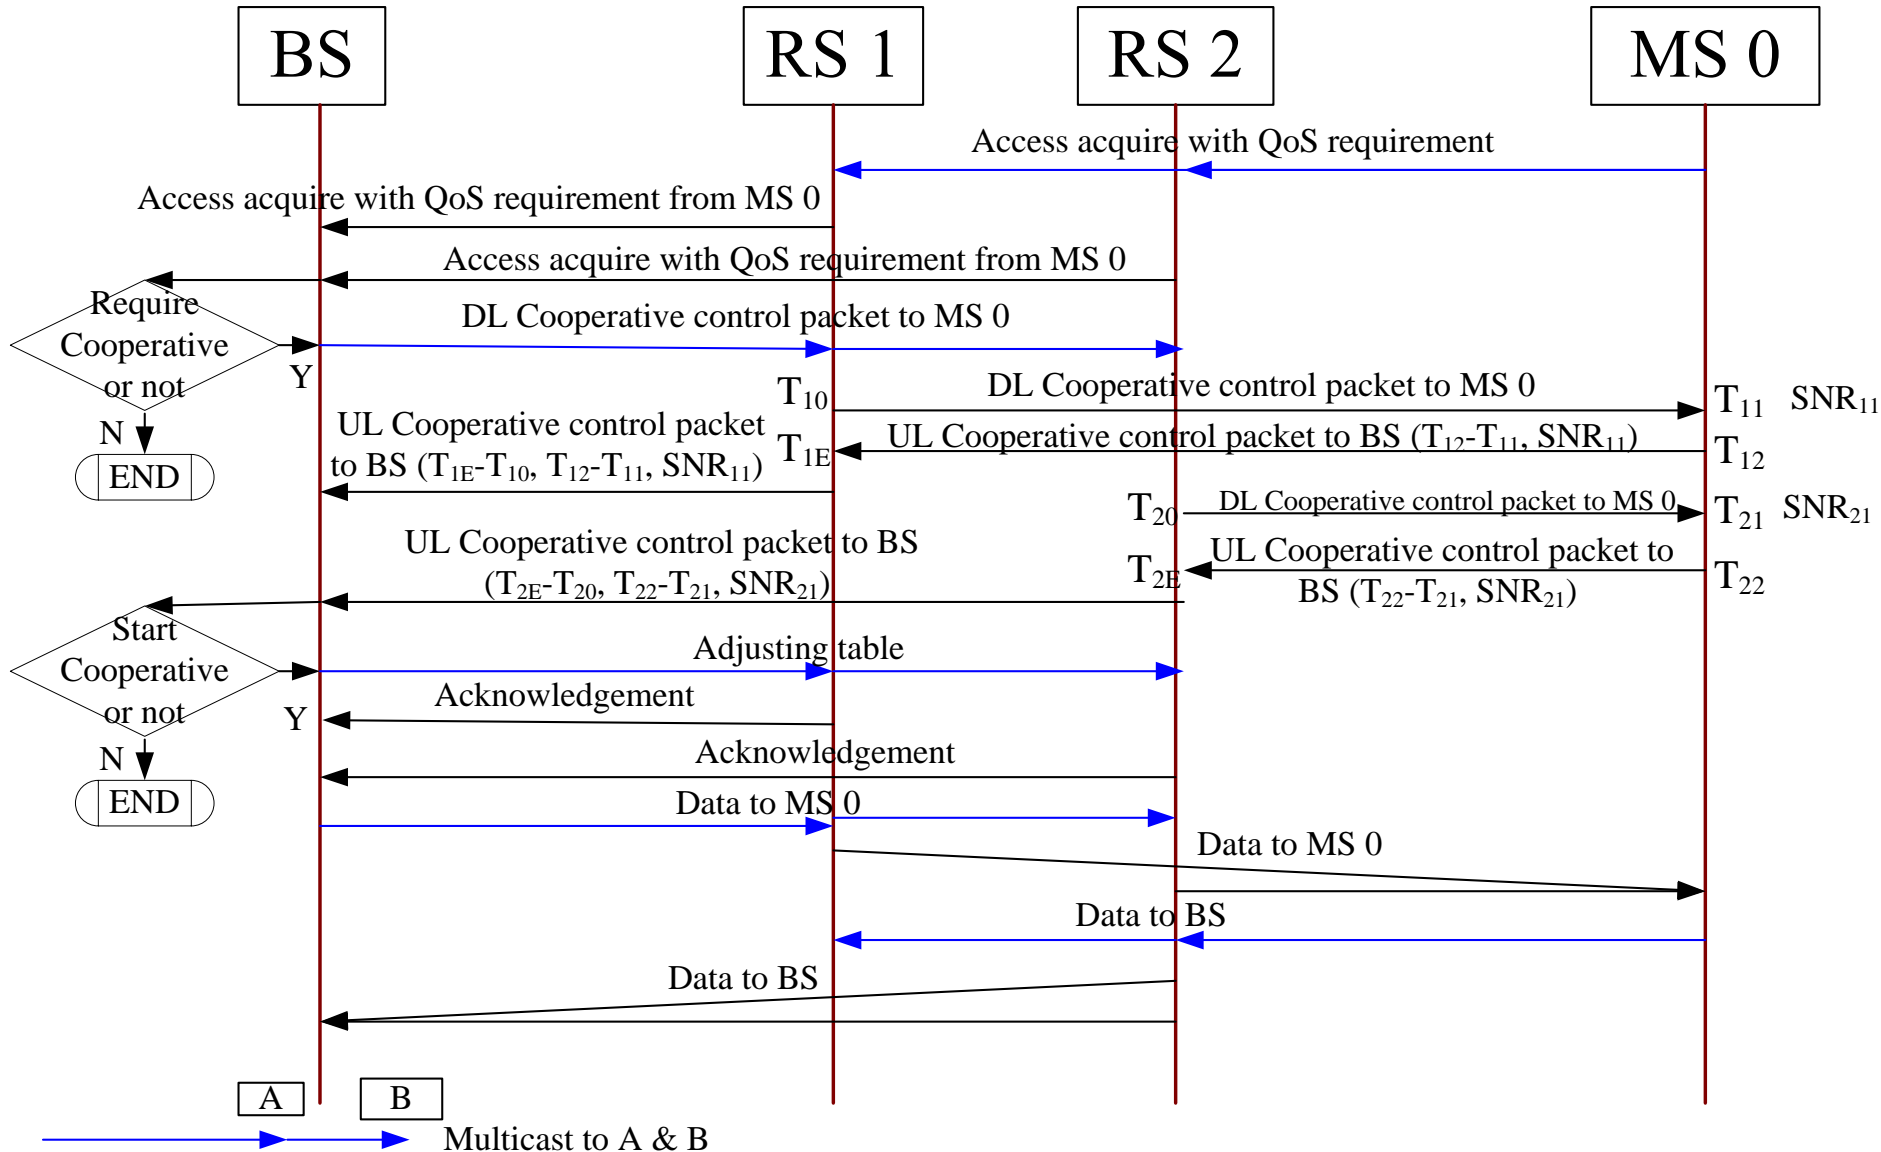 BS
RS 1
RS 2
MS 0
Access acquire with QoS requirement
Access acquire with QoS requirement from MS 0
Access acquire with QoS requirement from MS 0
Require
Cooperative
or not
Y
N
END
DL Cooperative control packet to MS 0
T10
DL Cooperative control packet to MS 0
T11
SNR11
UL Cooperative control packet
to BS (T1E-T10, T12-T11, SNR11)
T1E
UL Cooperative control packet to BS (T12-T11, SNR11)
T12
T20
DL Cooperative control packet to MS 0
T21
SNR21
UL Cooperative control packet to BS
(T2E-T20, T22-T21, SNR21)
T2E
UL Cooperative control packet to
BS (T22-T21, SNR21)
T22
Start
Cooperative
or not
Y
N
END
Adjusting table
Acknowledgement
Acknowledgement
Data to MS 0
Data to MS 0
Data to BS
Data to BS
A
B
Multicast to A & B